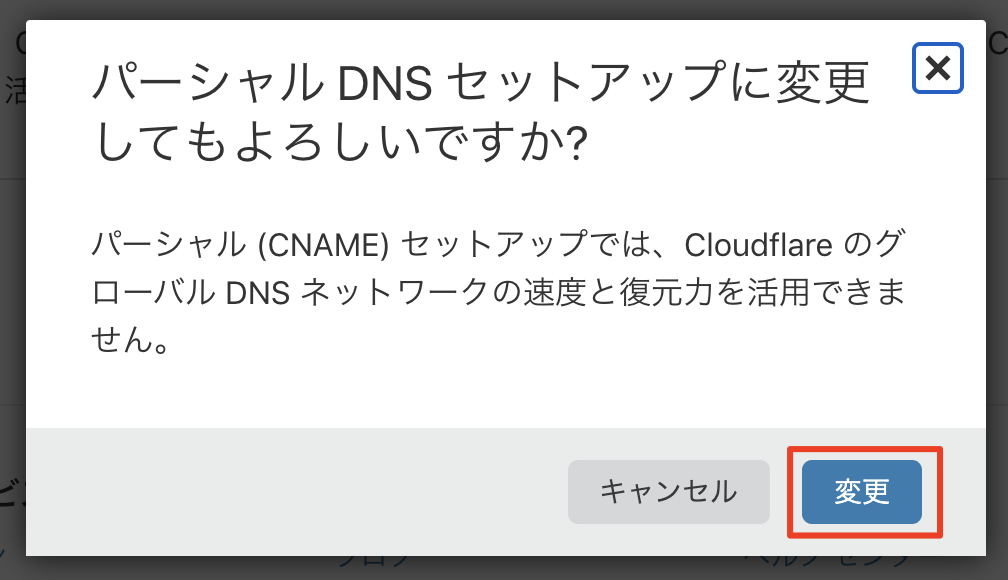 パーシャル DNS セットアップに変更
してもよろしいですか?
パーシャル (CNAME) セットアップでは、Cloudflare のグ
ローバル DNS ネットワークの速度と復元力を活用できま
せん。
キャンセル
変更